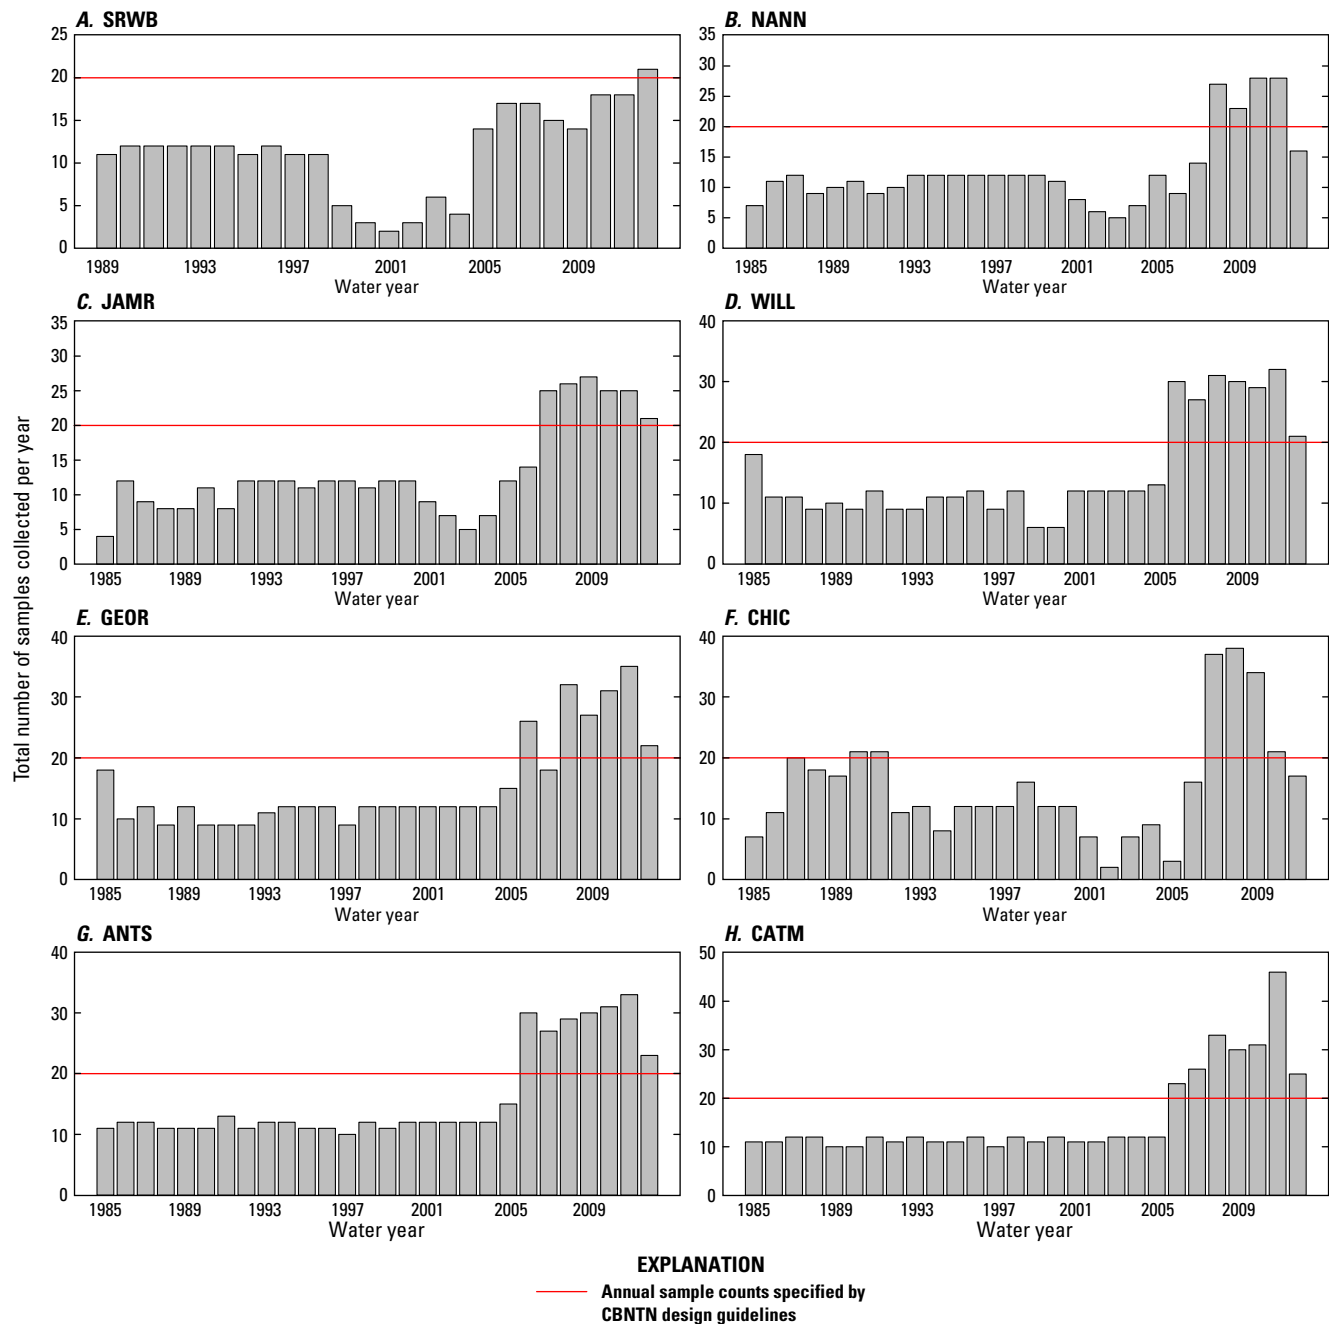 A. SRWB
25
20
15
10
5
0
1989 1993 1997 2001 2005 2009
Water year
B. NANN
35
30
25
20
15
10
5
0
1985 1989 1993 1997 2001 2005 2009
Water year
C. JAMR
35
30
25
20
15
10
5
0
1985 1989 1993 1997 2001 2005 2009
Water year
D. WILL
40
30
20
10
0
1985 1989 1993 1997 2001 2005 2009
Water year
Total number of samples collected per year
E. GEOR
40
30
20
10
0
1985 1989 1993 1997 2001 2005 2009
Water year
F. CHIC
40
30
20
10
0
1985 1989 1993 1997 2001 2005 2009
Water year
G. ANTS
40
30
20
10
0
1985 1989 1993 1997 2001 2005 2009
Water year
H. CATM
50
40
30
20
10
0
1985 1989 1993 1997 2001 2005 2009
Water year
EXPLANATION
Annual sample counts specified by
CBNTN design guidelines